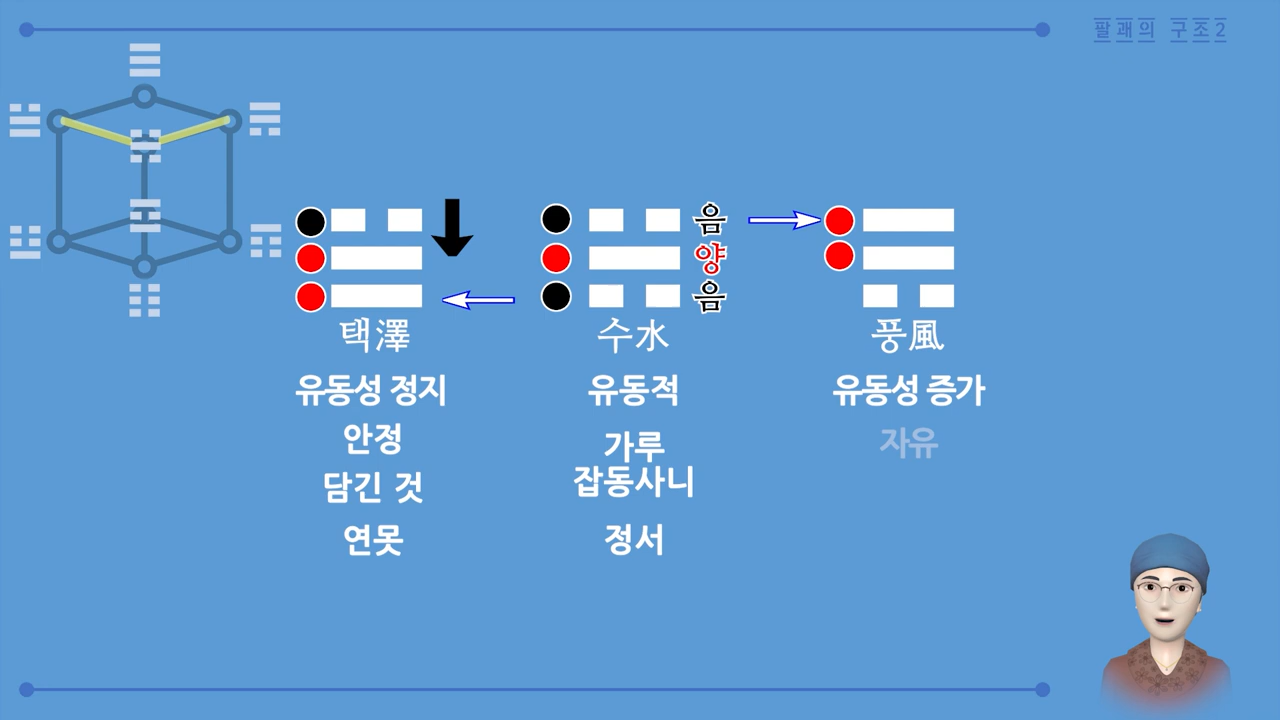 팔괘의 구조2
음
양
음
택澤
수水
풍風
유동성 정지
유동적
유동성 증가
안정
가루
자유
담긴 것
잡동사니
연못
정서